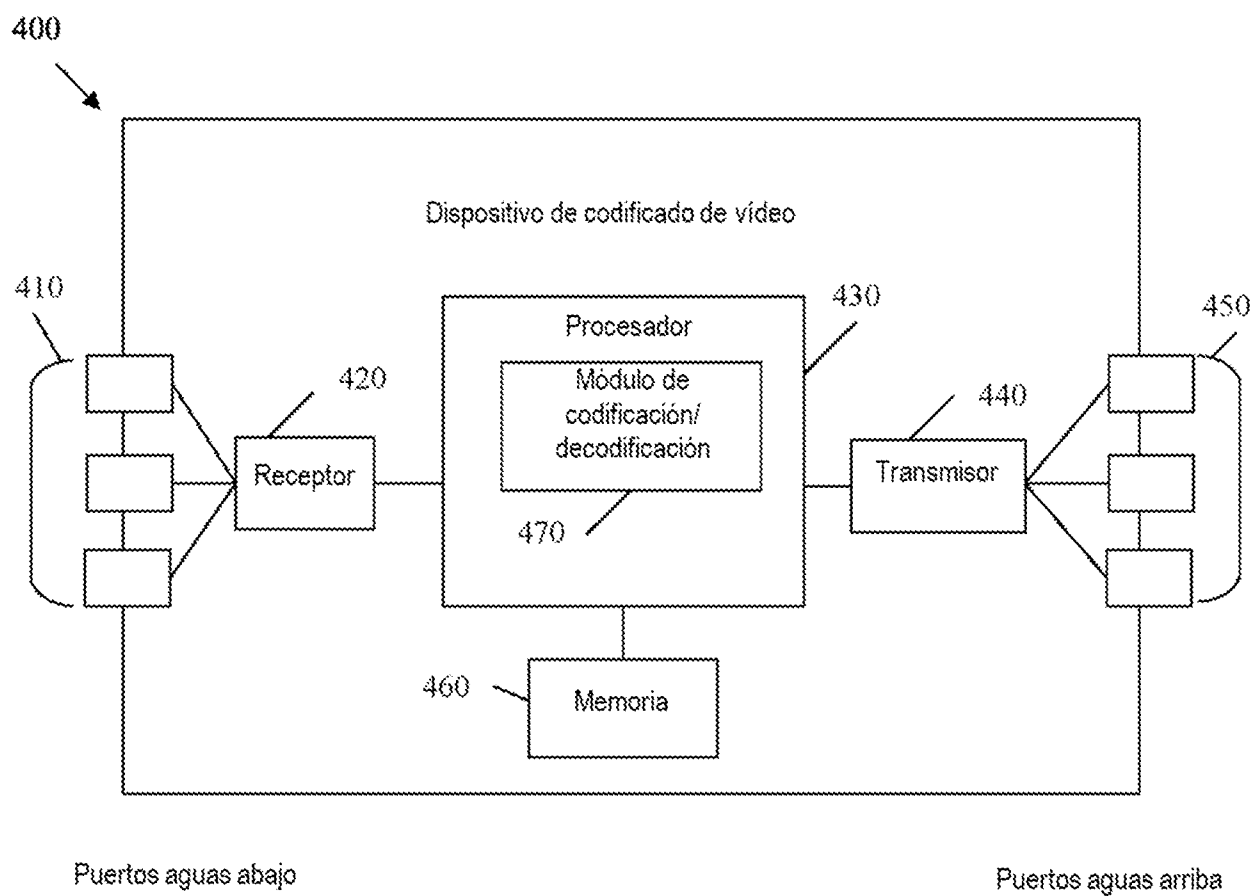 400
Dispositivo de codificado de vídeo
410
430
450
Procesador
420
Módulo de
codificación/
decodificación
440
Receptor
Transmisor
470
460
Memoria
Puertos aguas abajo
Puertos aguas arriba